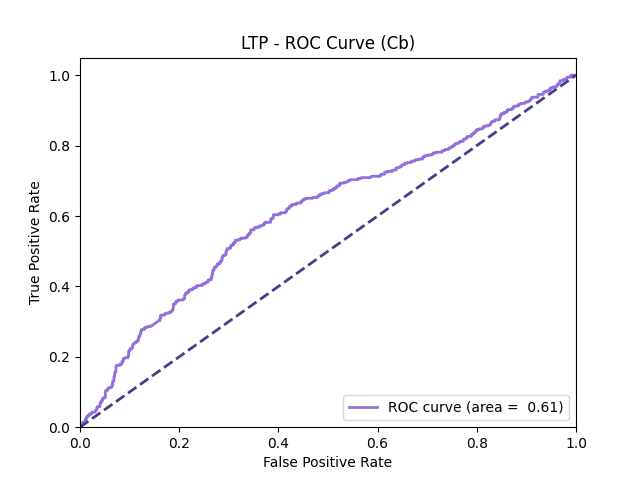 LTP - ROC Curve (Cb)
1.0
0.8
0.6
0.4
0.2
0.0
True Positive Rate
ROC curve (area =  0.61)
0.0 0.2 0.4 0.6 0.8 1.0
False Positive Rate